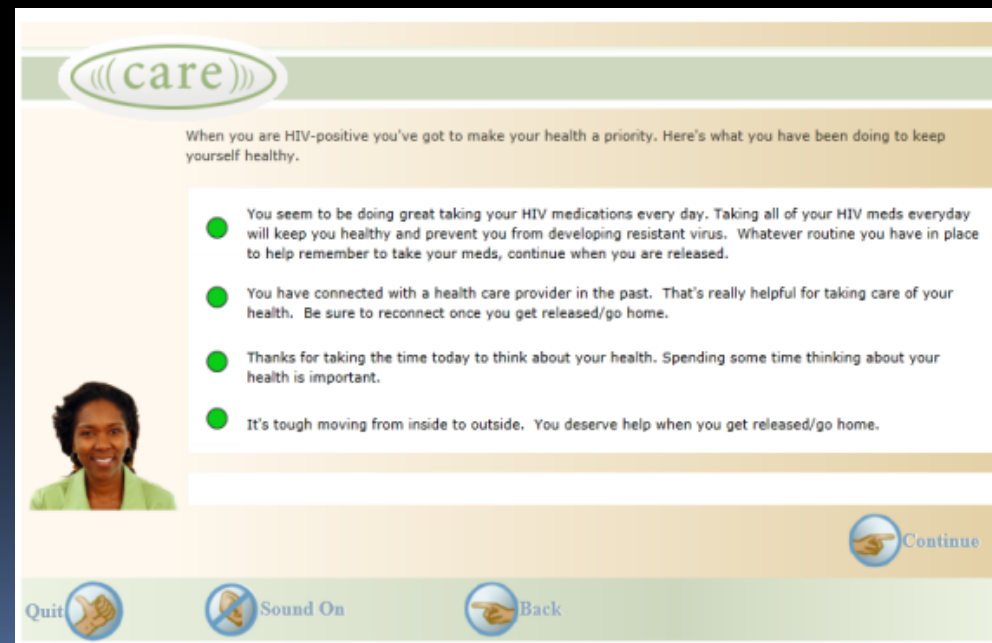 (((care)))
When you are HIV-positive you've got to make your health a priority. Here's what you have been doing to keep
yourself healthy.
You seem to be doing great taking your HIV medications every day. Taking all of your HIV meds everyday
will keep you healthy and prevent you from developing resistant virus.  Whatever routine you have in place
to help remember to take your meds, continue when you are released.
You have connected with a health care provider in the past.  That's really helpful for taking care of your
health.  Be sure to reconnect once you get released/go home.
Thanks for taking the time today to think about your health. Spending some time thinking about your
health is important.
It's tough moving from inside to outside.  You deserve help when you get released/go home.
Continue
Quit
Sound On
Back